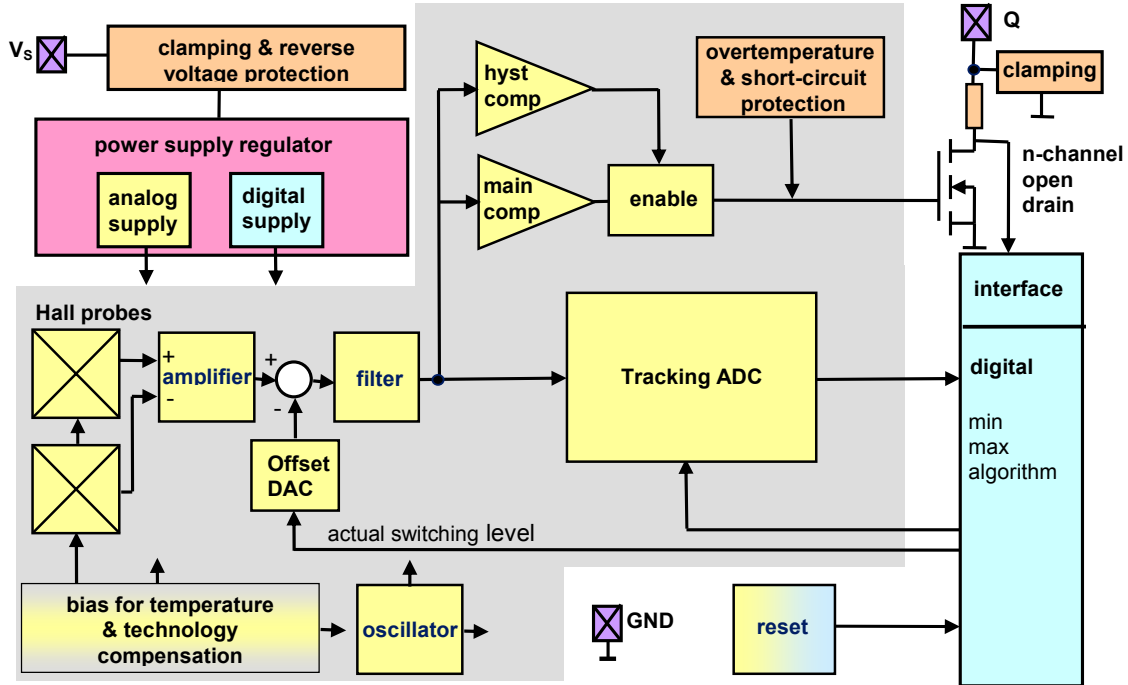 V_S
clamping & reverse
voltage protection
power supply regulator
analog
supply
digital
supply
hyst
comp
main
comp
enable
overtemperature
& short-circuit
protection
Q
clamping
n-channel
open
drain
interface
digital
min
max
algorithm
Hall probes
+
-
amplifier
+
-
filter
Tracking ADC
Offset
DAC
actual switching level
bias for temperature
& technology
compensation
oscillator
GND
reset